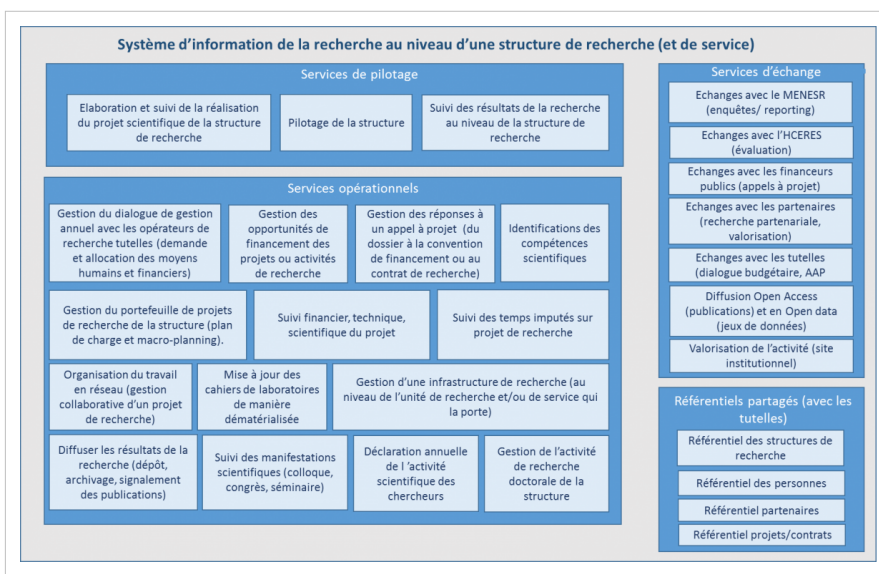 Système d'information de la recherche au niveau d'une structure de recherche (et de service)
Services de pilotage
Elaboration et suivi de la réalisation
du projet scientifique de la structure
de recherche
Pilotage de la structure
Suivi des résultats de la recherche
au niveau de la structure de
recherche
Services opérationnels
Gestion du dialogue de gestion
annuel avec les opérateurs de
recherche tutelles (demande
et allocation des moyens
humains et financiers)
Gestion des
opportunités de
financement des
projets ou activités
de recherche
Gestion des réponses à
un appel à projet (du
dossier à la convention
de financement ou au
contrat de recherche)
Identifications des
compétences
scientifiques
Gestion du portefeuille de projets
de recherche de la structure (plan
de charge et macro-planning).
Suivi financier, technique,
scientifique du projet
Suivi des temps imputés sur
projet de recherche
Organisation du travail
en réseau (gestion
collaborative d'un projet
de recherche)
Mise à jour des
cahiers de laboratoires
de manière
dématérialisée
Gestion d'une infrastructure de recherche (au
niveau de l'unité de recherche et/ou de service qui
la porte)
Diffuser les résultats de la
recherche (dépôt,
archivage, signalement
des publications)
Suivi des manifestations
scientifiques (colloque,
congrès, séminaire)
Déclaration annuelle
de l 'activité
scientifique des
chercheurs
Gestion de l'activité
de recherche
doctorale de la
structure
Services d'échange
Echanges avec le MENESR
(enquêtes/ reporting)
Echanges avec l'HCERES
(évaluation)
Echanges avec les financeurs
publics (appels à projet)
Echanges avec les partenaires
(recherche partenariale,
valorisation)
Echanges avec les tutelles
(dialogue budgétaire, AAP
Diffusion Open Access
(publications) et en Open data
(jeux de données)
Valorisation de l'activité (site
institutionnel)
Référentiels partagés (avec les
tutelles)
Référentiel des structures de
recherche
Référentiel des personnes
Référentiel partenaires
Référentiel projets/contrats